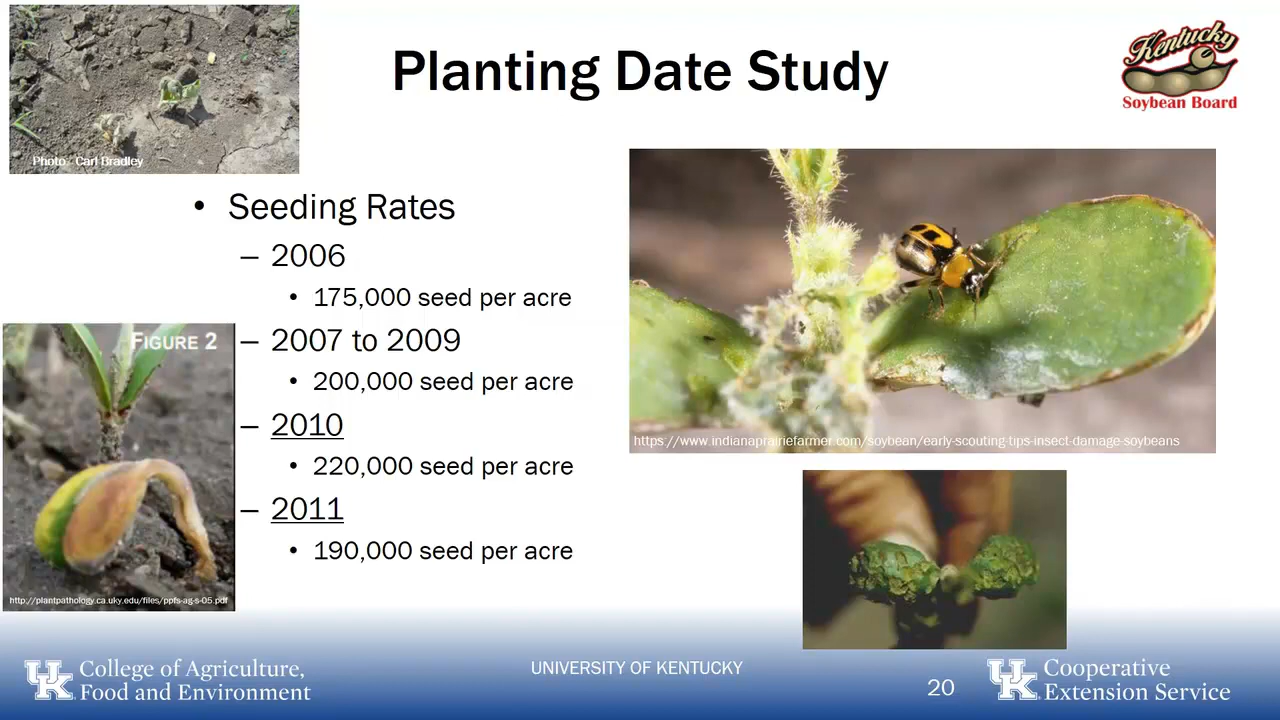 Planting Date Study
Kentucky
Soybean Board
Photo: Carl Bradley
• Seeding Rates
– 2006
• 175,000 seed per acre
– 2007 to 2009
• 200,000 seed per acre
– 2010
• 220,000 seed per acre
– 2011
• 190,000 seed per acre
FIGURE 2
http://plantpathology.ca.uky.edu/files/ppfs-ag-s-05.pdf
https://www.indianaprairiefarmer.com/soybean/early-scouting-tips-insect-damage-soybeans
UK College of Agriculture,
Food and Environment
UNIVERSITY OF KENTUCKY
20
UK Cooperative
Extension Service